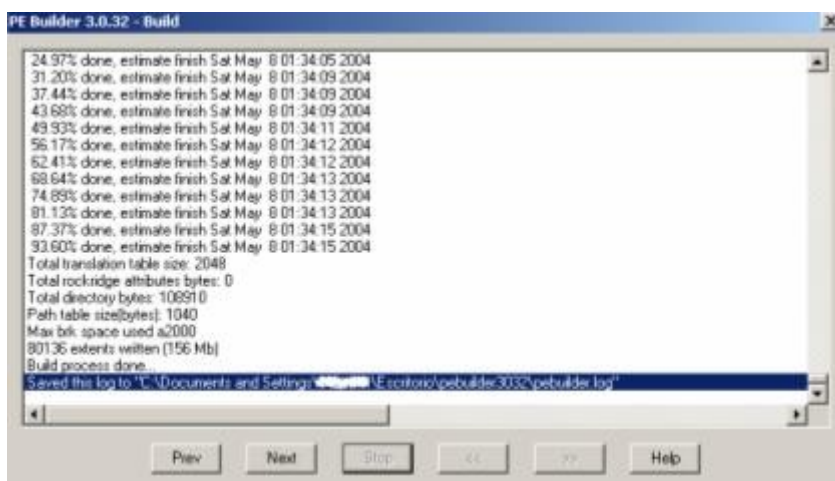 PE Builder 3.0.32 - Build
24.97% done, estimate finish Sat May 8 01:34:05 2004
31.20% done, estimate finish Sat May 8 01:34:09 2004
37.44% done, estimate finish Sat May 8 01:34:09 2004
43.68% done, estimate finish Sat May 8 01:34:09 2004
49.93% done, estimate finish Sat May 8 01:34:11 2004
56.17% done, estimate finish Sat May 8 01:34:12 2004
62.41% done, estimate finish Sat May 8 01:34:12 2004
68.64% done, estimate finish Sat May 8 01:34:13 2004
74.89% done, estimate finish Sat May 8 01:34:13 2004
81.13% done, estimate finish Sat May 8 01:34:13 2004
87.37% done, estimate finish Sat May 8 01:34:15 2004
93.60% done, estimate finish Sat May 8 01:34:15 2004
Total translation table size: 2048
Total rockridge attributes bytes: 0
Total directory bytes: 108910
Path table size(bytes): 1040
Max brk space used a2000
80136 extents written (156 Mb)
Build process done...
Saved this log to "C:\Documents and Settings\ \Escritorio\pebuilder3032\pebuilder.log"
Prev Next Stop << >> Help